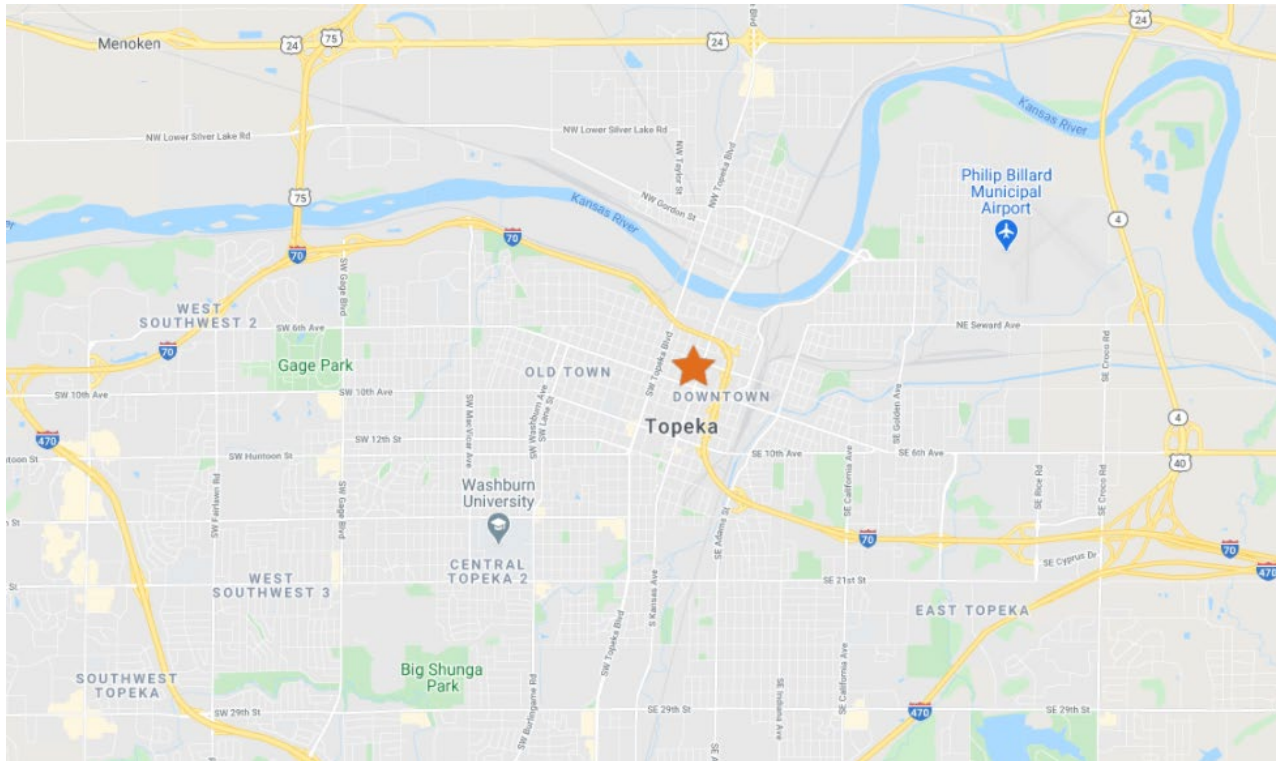 Menoken
24
75
24
24
Kansas River
NW Lower Silver Lake Rd
NW Lower Silver Lake Rd
NW Taylor St
NW Topeka Blvd
Philip Billard
Municipal
Airport
75
NW Gordon St
Kansas River
4
70
70
SW Gage Blvd
WEST
SOUTHWEST 2
SW 6th Ave
NE Seward Ave
70
Gage Park
OLD TOWN
SW Topeka Blvd
SE Croco Rd
SW 10th Ave
SW 10th Ave
DOWNTOWN
SW Washburn Ave
SW Lane St
SW MacVicar Ave
SE Golden Ave
4
470
Topeka
SW 12th St
SW Huntoon St
SE 10th Ave
SE 6th Ave
40
Washburn
University
SW Fairlawn Rd
SW Gage Blvd
SE California Ave
SE Rice Rd
SE Croco Rd
SE Adams St
70
70
CENTRAL
TOPEKA 2
SE Cyprus Dr
470
WEST
SOUTHWEST 3
SE 21st St
S Kansas Ave
EAST TOPEKA
SW Topeka Blvd
Big Shunga
Park
SOUTHWEST
TOPEKA
SW Burlingame Rd
SE Indiana Ave
SE California Ave
SW 29th St
SE 29th St
SE 29th St
470